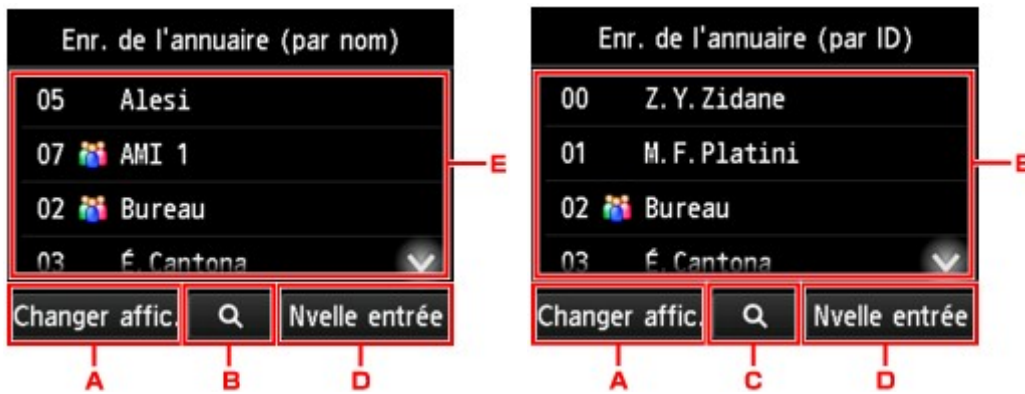 Enr. de l'annuaire (par nom)
05 Alesi
07 AMI 1
02 Bureau
03 É.Cantona
Changer affic.
Nvelle entrée
E
A
B
D
Enr. de l'annuaire (par ID)
00 Z.Y.Zidane
01 M.F.Platini
02 Bureau
03 É.Cantona
Changer affic.
Nvelle entrée
E
A
C
D